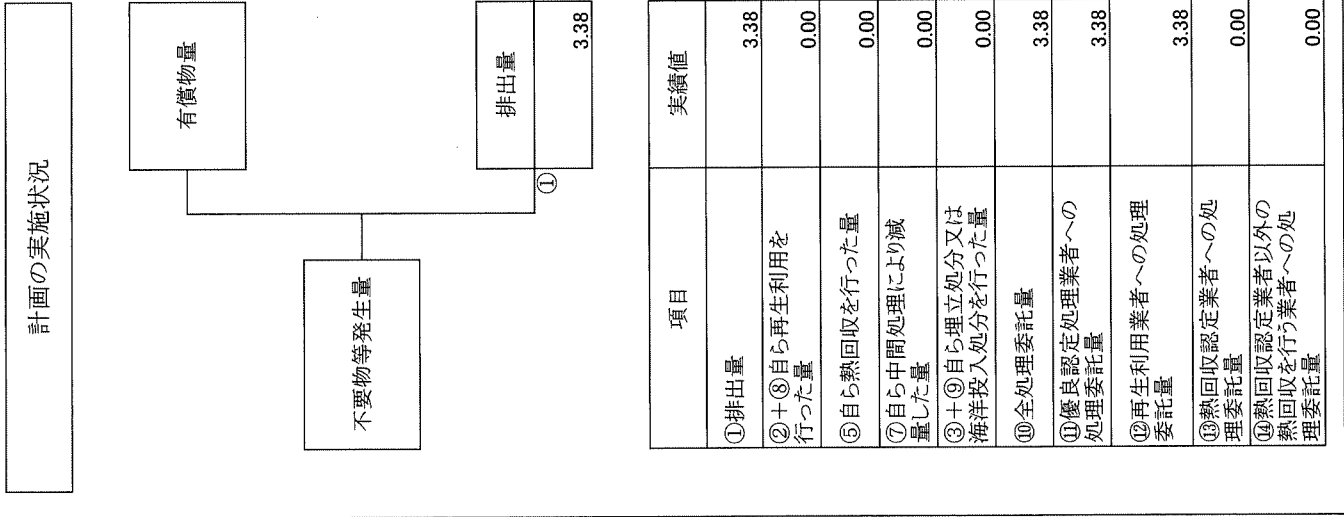 計画の実施状況
不要物等発生量
有償物量
①
排出量
3.38
項目
実績値
①排出量
3.38
②+⑧自ら再生利用を
行った量
0.00
⑤自ら熱回収を行った量
0.00
⑦自ら中間処理により減
量した量
0.00
③+⑨自ら埋立処分又は
海洋投入処分を行った量
0.00
⑩全処理委託量
3.38
⑪優良認定処理業者への
処理委託量
3.38
⑫再生利用業者への処理
委託量
3.38
⑬熱回収認定業者への処
理委託量
0.00
⑭熱回収認定業者以外の
熱回収を行う業者への処
理委託量
0.00